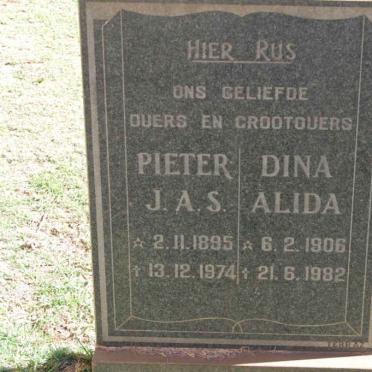 HIER RUS
ONS GELIEFDE
OUERS EN GROOTOUERS
PIETER DINA
J.A.S. ALIDA
☆ 2.11.1895 ☆ 6.2.1906
† 13.12.1974 † 21.6.1982